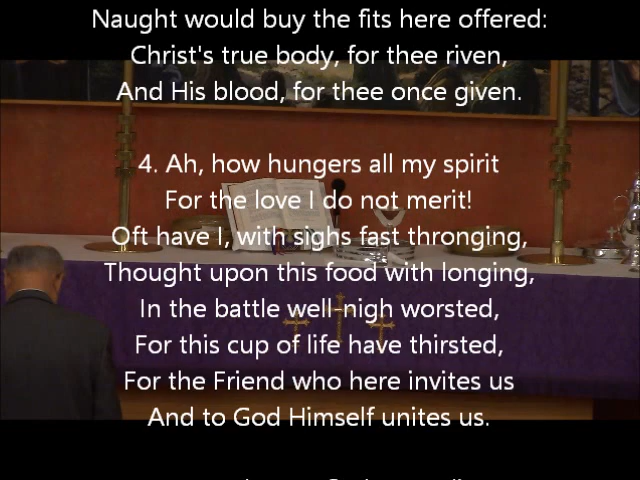 Naught would buy the fits here offered:
Christ's true body, for thee riven,
And His blood, for thee once given.
4. Ah, how hungers all my spirit
For the love I do not merit!
Oft have I, with sighs fast thronging,
Thought upon this food with longing,
In the battle well-nigh worsted,
For this cup of life have thirsted,
For the Friend who here invites us
And to God Himself unites us.